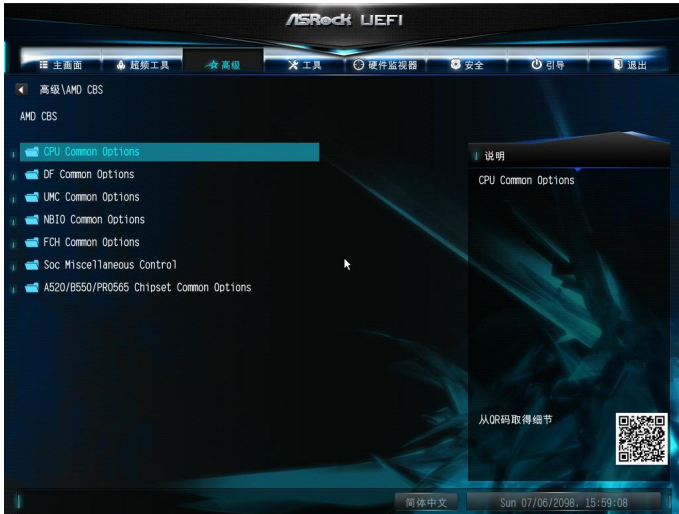 ASRock UEFI
主画面 超频工具 高级 工具 硬件监视器 安全 引导 退出
高级\AMD CBS
AMD CBS
CPU Common Options
DF Common Options
UMC Common Options
NBIO Common Options
FCH Common Options
Soc Miscellaneous Control
A520/B550/PRO565 Chipset Common Options
说明
CPU Common Options
从QR码取得细节
简体中文 Sun 07/06/2098. 15:59:08